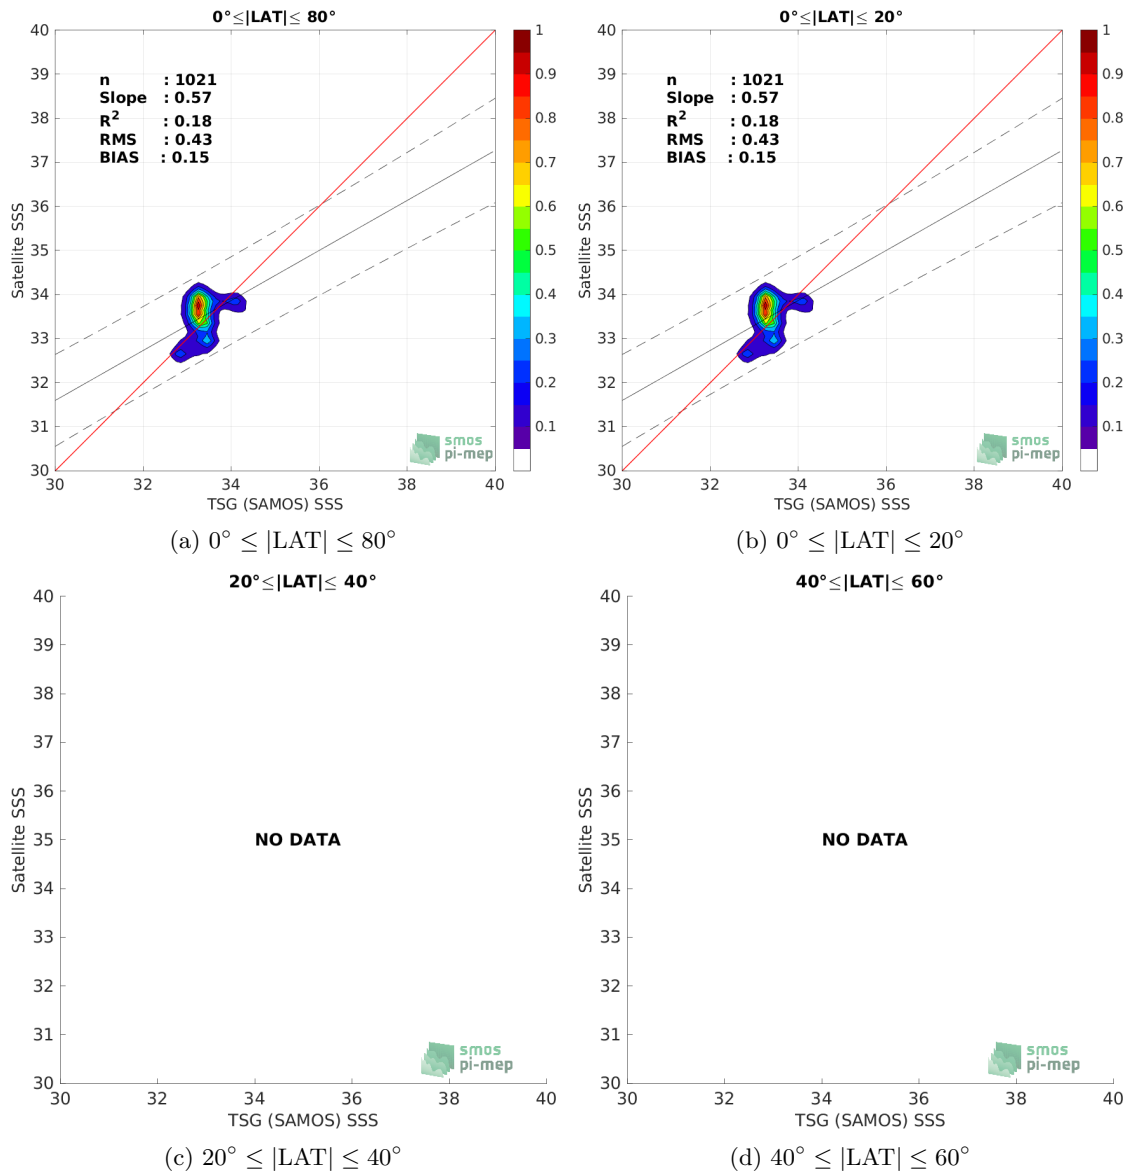 0°≤|LAT|≤ 80°
40
39
38
37
36
35
34
33
32
31
30
Satellite SSS
n : 1021
Slope : 0.57
R² : 0.18
RMS : 0.43
BIAS : 0.15
smos
pi-mep
30 32 34 36 38 40
TSG (SAMOS) SSS
1
0.9
0.8
0.7
0.6
0.5
0.4
0.3
0.2
0.1
(a) 0° ≤ |LAT| ≤ 80°
0°≤|LAT|≤ 20°
40
39
38
37
36
35
34
33
32
31
30
Satellite SSS
n : 1021
Slope : 0.57
R² : 0.18
RMS : 0.43
BIAS : 0.15
smos
pi-mep
30 32 34 36 38 40
TSG (SAMOS) SSS
1
0.9
0.8
0.7
0.6
0.5
0.4
0.3
0.2
0.1
(b) 0° ≤ |LAT| ≤ 20°
20°≤|LAT|≤ 40°
40
39
38
37
36
35
34
33
32
31
30
Satellite SSS
NO DATA
smos
pi-mep
30 32 34 36 38 40
TSG (SAMOS) SSS
(c) 20° ≤ |LAT| ≤ 40°
40°≤|LAT|≤ 60°
40
39
38
37
36
35
34
33
32
31
30
Satellite SSS
NO DATA
smos
pi-mep
30 32 34 36 38 40
TSG (SAMOS) SSS
(d) 40° ≤ |LAT| ≤ 60°